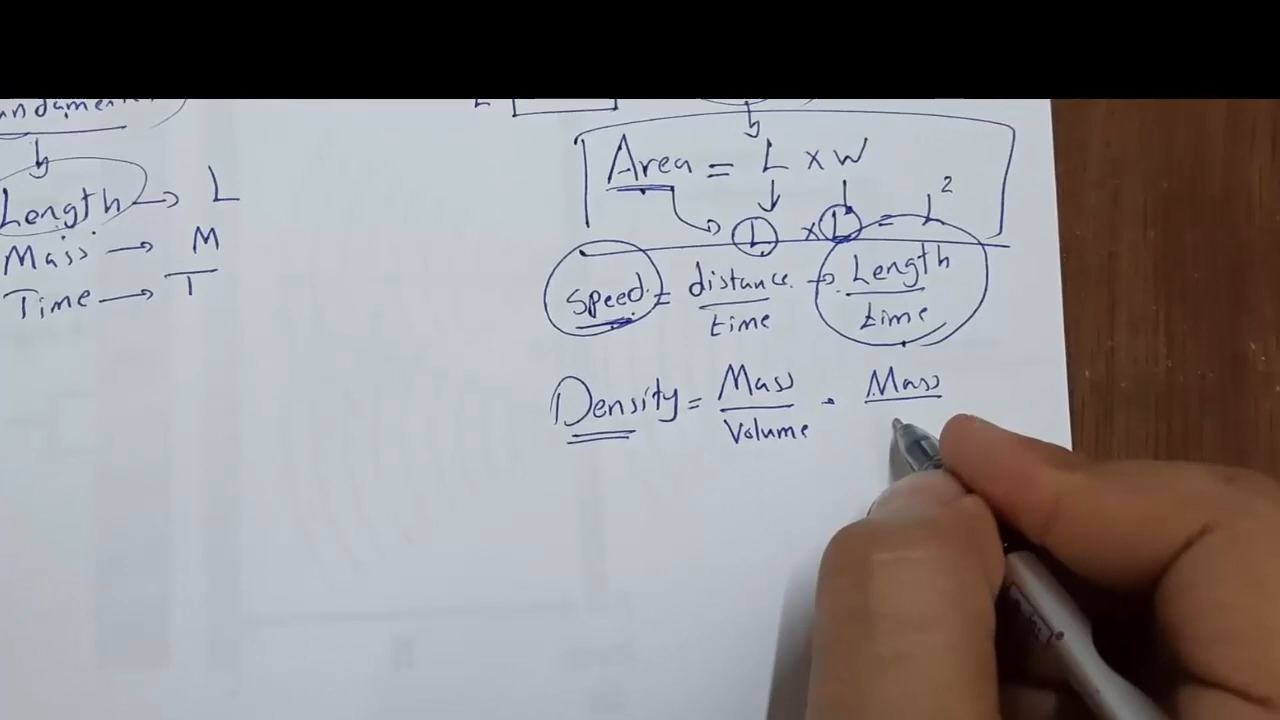 Length → L
Mass → M
Time → T
Area = L x W
L x L = L²
Speed = distance / time → Length / time
Density = Mass / Volume = Mass